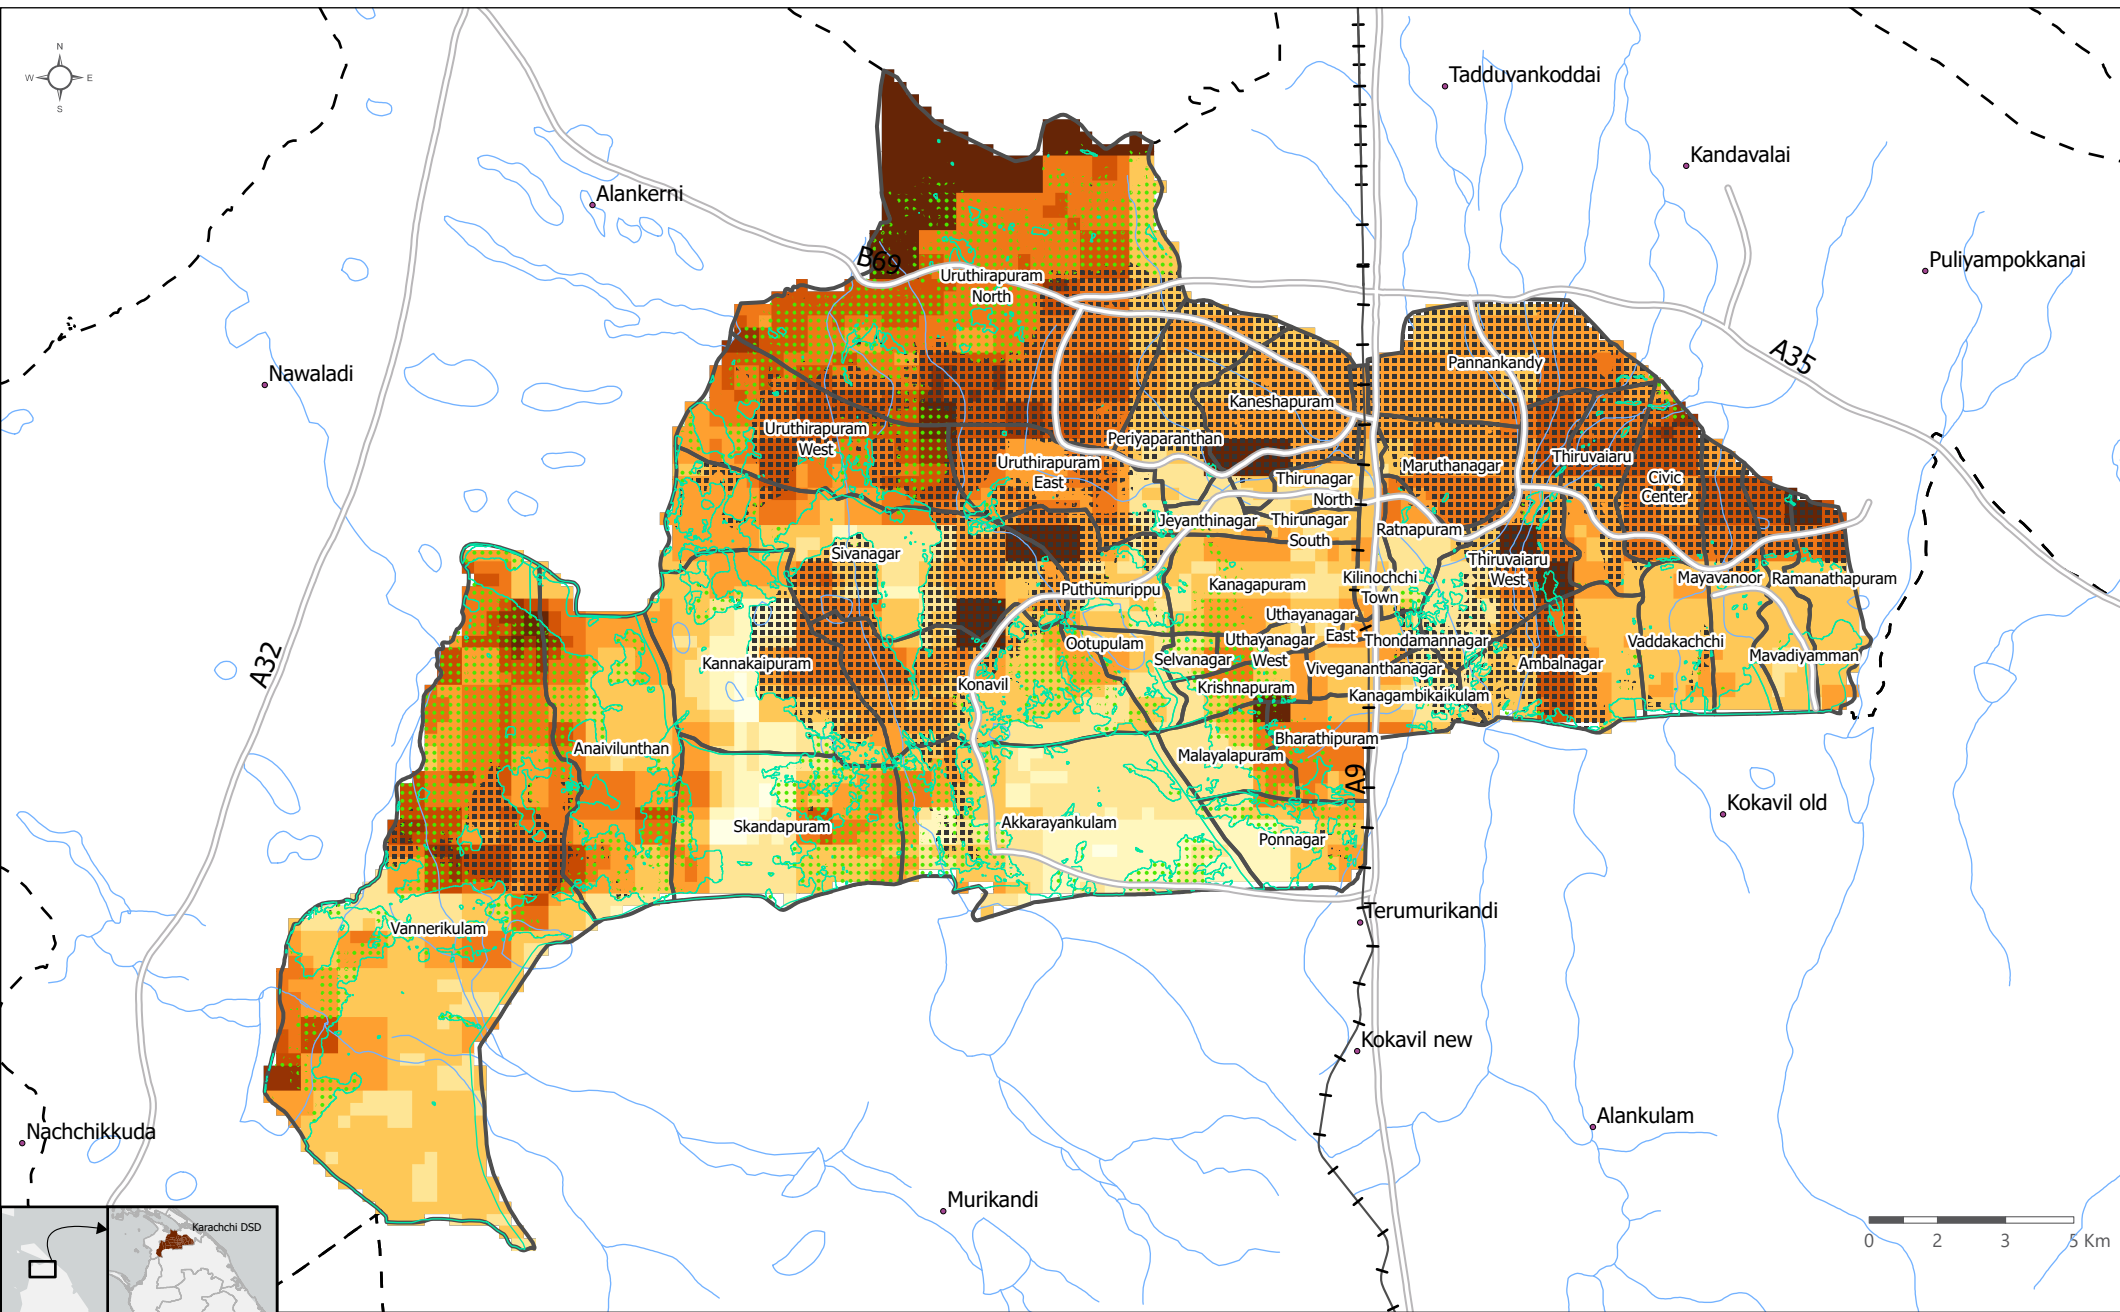 N
W
E
S
Tadduvankoddai
Kandavalai
Alankerni
Puliyampokkanai
B69
Uruthirapuram
North
A35
Nawaladi
Pannankandy
Kaneshapuram
Uruthirapuram
West
Periyaparanthan
Thiruvaiaru
Uruthirapuram
East
Maruthanagar
Civic
Center
Thirunagar
North
Jeyanthinagar
Thirunagar
South
Ratnapuram
Sivanagar
Thiruvaiaru
West
Puthumurippu
Kanagapuram
Kilinochchi
Town
Mayavanoor
Ramanathapuram
Uthayanagar
East
Ootupulam
Uthayanagar
West
Thondamannagar
Vaddakachchi
Mavadiyamman
Kannakaipuram
Selvanagar
Vivegananthanagar
Ambalnagar
A32
Konavil
Krishnapuram
Kanagambikaikulam
Anaivilunthan
Bharathipuram
Malayalapuram
A9
Kokavil old
Skandapuram
Akkarayankulam
Ponnagar
Vannerikulam
Terumurikandi
Kokavil new
Nachchikkuda
Alankulam
Murikandi
Karachchi DSD
0 2 3 5 Km